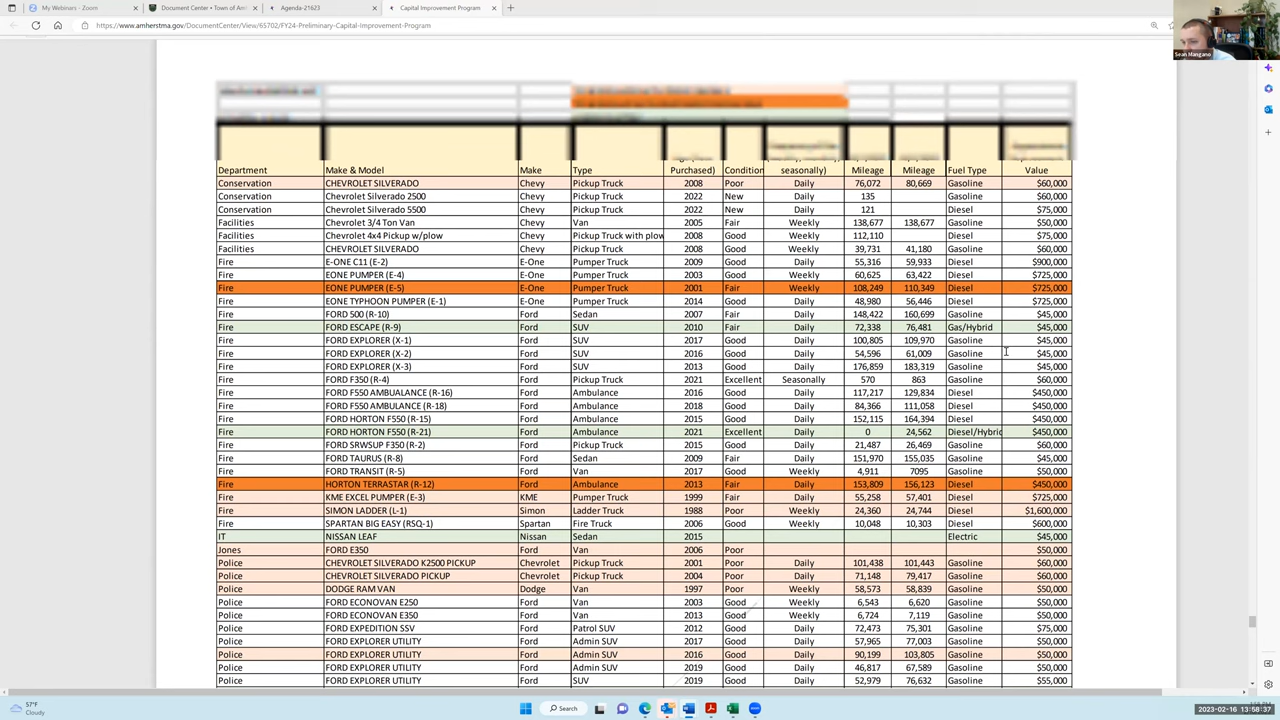 My Webinars - Zoom
Document Center • Town of Am
Agenda-21623
Capital Improvement Program
https://www.amherstma.gov/DocumentCenter/View/65702/FY24-Preliminary-Capital-Improvement-Program
Sean Mangano
Department Make & Model Make Type Purchased) Condition seasonally) Mileage Mileage Fuel Type Value
Conservation CHEVROLET SILVERADO Chevy Pickup Truck 2008 Poor Daily 76,072 80,669 Gasoline $60,000
Conservation Chevrolet Silverado 2500 Chevy Pickup Truck 2022 New Daily 135 Gasoline $60,000
Conservation Chevrolet Silverado 5500 Chevy Pickup Truck 2022 New Daily 121 Diesel $75,000
Facilities Chevrolet 3/4 Ton Van Chevy Van 2005 Fair Weekly 138,677 138,677 Gasoline $50,000
Facilities Chevrolet 4x4 Pickup w/plow Chevy Pickup Truck with plow 2008 Good Weekly 112,110 Diesel $75,000
Facilities CHEVROLET SILVERADO Chevy Pickup Truck 2008 Good Weekly 39,731 41,180 Gasoline $60,000
Fire E-ONE C11 (E-2) E-One Pumper Truck 2009 Good Daily 55,316 59,933 Diesel $900,000
Fire EONE PUMPER (E-4) E-One Pumper Truck 2003 Good Weekly 60,625 63,422 Diesel $725,000
Fire EONE PUMPER (E-5) E-One Pumper Truck 2001 Fair Weekly 108,249 110,349 Diesel $725,000
Fire EONE TYPHOON PUMPER (E-1) E-One Pumper Truck 2014 Good Daily 48,980 56,446 Diesel $725,000
Fire FORD 500 (R-10) Ford Sedan 2007 Fair Daily 148,422 160,699 Gasoline $45,000
Fire FORD ESCAPE (R-9) Ford SUV 2010 Fair Daily 72,338 76,481 Gas/Hybrid $45,000
Fire FORD EXPLORER (X-1) Ford SUV 2017 Good Daily 100,805 109,970 Gasoline $45,000
Fire FORD EXPLORER (X-2) Ford SUV 2016 Good Daily 54,596 61,009 Gasoline $45,000
Fire FORD EXPLORER (X-3) Ford SUV 2013 Good Daily 176,859 183,319 Gasoline $45,000
Fire FORD F350 (R-4) Ford Pickup Truck 2021 Excellent Seasonally 570 863 Gasoline $60,000
Fire FORD F550 AMBUALANCE (R-16) Ford Ambulance 2016 Good Daily 117,217 129,834 Diesel $450,000
Fire FORD F550 AMBULANCE (R-18) Ford Ambulance 2018 Good Daily 84,366 111,058 Diesel $450,000
Fire FORD HORTON F550 (R-15) Ford Ambulance 2015 Good Daily 152,115 164,394 Diesel $450,000
Fire FORD HORTON F550 (R-21) Ford Ambulance 2021 Excellent Daily 0 24,562 Diesel/Hybrid $450,000
Fire FORD SRWSUP F350 (R-2) Ford Pickup Truck 2015 Good Daily 21,487 26,469 Gasoline $60,000
Fire FORD TAURUS (R-8) Ford Sedan 2009 Fair Daily 151,970 155,035 Gasoline $45,000
Fire FORD TRANSIT (R-5) Ford Van 2017 Good Weekly 4,911 7095 Gasoline $50,000
Fire HORTON TERRASTAR (R-12) Ford Ambulance 2013 Fair Daily 153,809 156,123 Diesel $450,000
Fire KME EXCEL PUMPER (E-3) KME Pumper Truck 1999 Fair Daily 55,258 57,401 Diesel $725,000
Fire SIMON LADDER (L-1) Simon Ladder Truck 1988 Poor Weekly 24,360 24,744 Diesel $1,600,000
Fire SPARTAN BIG EASY (RSQ-1) Spartan Fire Truck 2006 Good Weekly 10,048 10,303 Diesel $600,000
IT NISSAN LEAF Nissan Sedan 2015 Electric $45,000
Jones FORD E350 Ford Van 2006 Poor $50,000
Police CHEVROLET SILVERADO K2500 PICKUP Chevrolet Pickup Truck 2001 Poor Daily 101,438 101,443 Gasoline $60,000
Police CHEVROLET SILVERADO PICKUP Chevrolet Pickup Truck 2004 Poor Daily 71,148 79,417 Gasoline $60,000
Police DODGE RAM VAN Dodge Van 1997 Poor Weekly 58,573 58,839 Gasoline $50,000
Police FORD ECONOVAN E250 Ford Van 2003 Good Weekly 6,543 6,620 Gasoline $50,000
Police FORD ECONOVAN E350 Ford Van 2013 Good Weekly 6,724 7,119 Gasoline $50,000
Police FORD EXPEDITION SSV Ford Patrol SUV 2012 Good Daily 72,473 75,301 Gasoline $75,000
Police FORD EXPLORER UTILITY Ford Admin SUV 2017 Good Daily 57,965 77,003 Gasoline $50,000
Police FORD EXPLORER UTILITY Ford Admin SUV 2016 Good Daily 90,199 103,805 Gasoline $50,000
Police FORD EXPLORER UTILITY Ford Admin SUV 2019 Good Daily 46,817 67,589 Gasoline $50,000
Police FORD EXPLORER UTILITY Ford Patrol SUV 2019 Good Daily 52,979 76,632 Gasoline $55,000
57°F
Cloudy
Search
2023-02-16 13:58:37